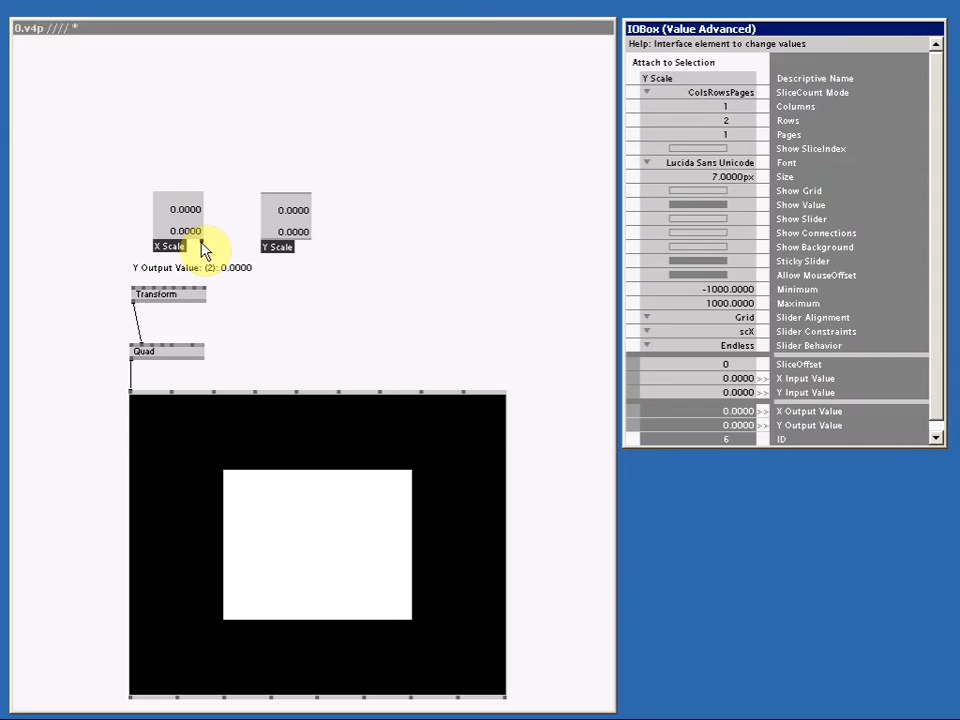 0.v4p //// *
0.0000
0.0000
0.0000
0.0000
X Scale
Y Scale
Y Output Value: (2): 0.0000
Transform
Quad
IOBox (Value Advanced)
Help: Interface element to change values
Attach to Selection
Y Scale Descriptive Name
ColsRowsPages SliceCount Mode
1 Columns
2 Rows
1 Pages
Show SliceIndex
Lucida Sans Unicode Font
7.0000px Size
Show Grid
Show Value
Show Slider
Show Connections
Show Background
Sticky Slider
Allow MouseOffset
-1000.0000 Minimum
1000.0000 Maximum
Grid Slider Alignment
scX Slider Constraints
Endless Slider Behavior
0 SliceOffset
0.0000 >> X Input Value
0.0000 >> Y Input Value
0.0000 >> X Output Value
0.0000 >> Y Output Value
6 ID